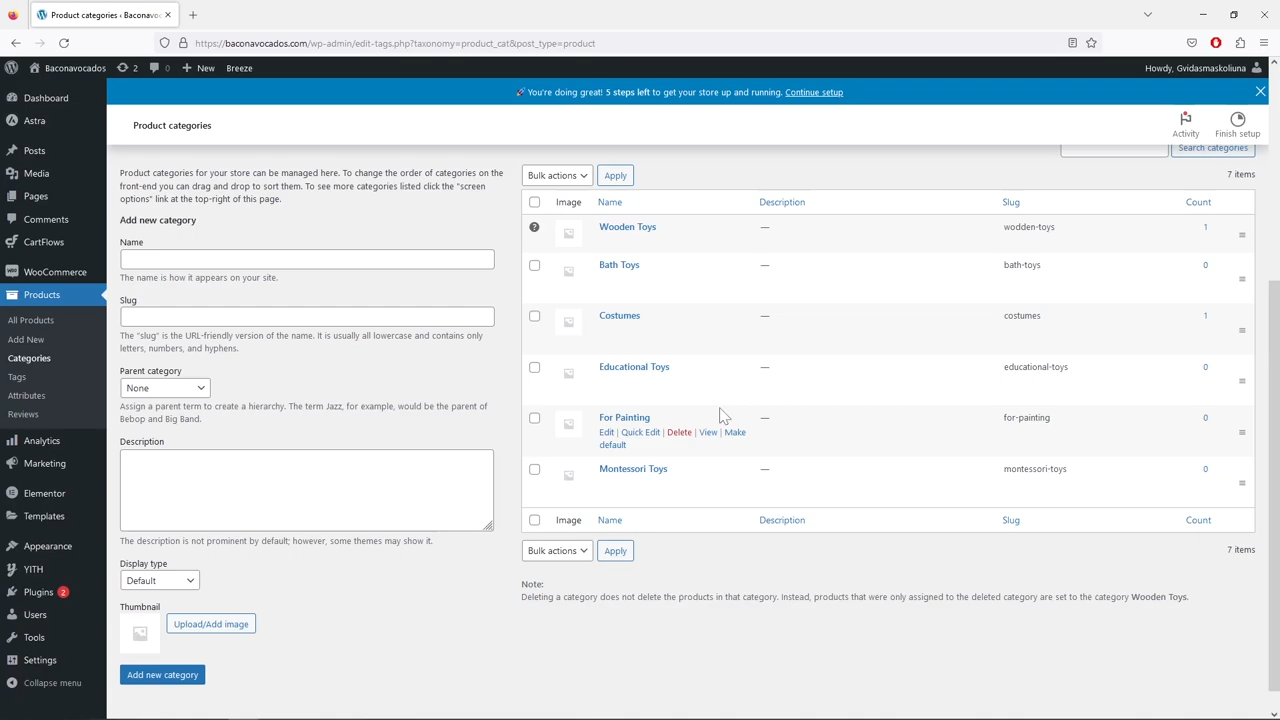 Product categories ‹ Baconavoc
https://baconavocados.com/wp-admin/edit-tags.php?taxonomy=product_cat&post_type=product
Baconavocados 2 0 New Breeze Howdy, Gvidasmaskoliuna
🚀 You're doing great! 5 steps left to get your store up and running. Continue setup
Dashboard
Astra
Posts
Media
Pages
Comments
CartFlows
WooCommerce
Products
All Products
Add New
Categories
Tags
Attributes
Reviews
Analytics
Marketing
Elementor
Templates
Appearance
YITH
Plugins 2
Users
Tools
Settings
Collapse menu
Product categories
Activity
Finish setup
Search categories
Product categories for your store can be managed here. To change the order of categories on the
front-end you can drag and drop to sort them. To see more categories listed click the "screen
options" link at the top-right of this page.
Add new category
Name
The name is how it appears on your site.
Slug
The "slug" is the URL-friendly version of the name. It is usually all lowercase and contains only
letters, numbers, and hyphens.
Parent category
None
Assign a parent term to create a hierarchy. The term Jazz, for example, would be the parent of
Bebop and Big Band.
Description
The description is not prominent by default; however, some themes may show it.
Display type
Default
Thumbnail
Upload/Add image
Add new category
Bulk actions Apply 7 items
Image Name Description Slug Count
Wooden Toys — wodden-toys 1
Bath Toys — bath-toys 0
Costumes — costumes 1
Educational Toys — educational-toys 0
For Painting — for-painting 0
Edit | Quick Edit | Delete | View | Make
default
Montessori Toys — montessori-toys 0
Image Name Description Slug Count
Bulk actions Apply 7 items
Note:
Deleting a category does not delete the products in that category. Instead, products that were only assigned to the deleted category are set to the category Wooden Toys.